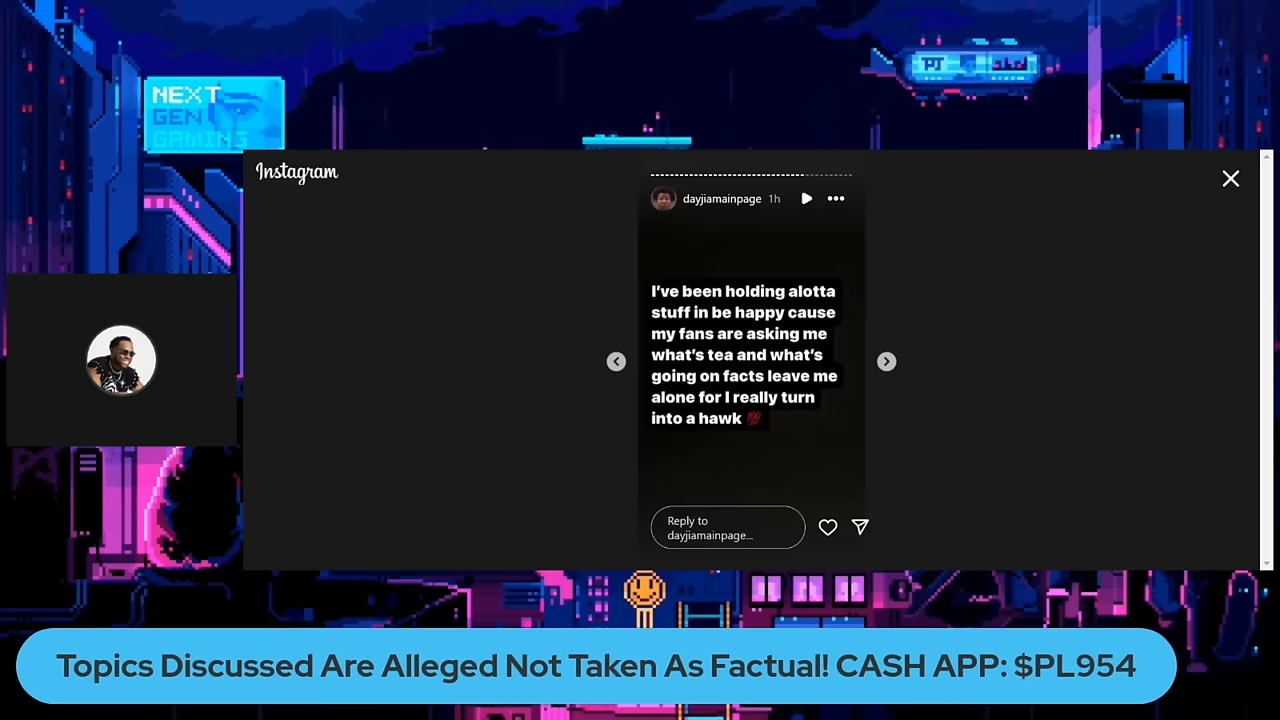 NEXT
GEN
GAMING
Instagram
dayjiamainpage 1h
I've been holding alotta
stuff in be happy cause
my fans are asking me
what's tea and what's
going on facts leave me
alone for I really turn
into a hawk 💯
Reply to
dayjiamainpage...
Topics Discussed Are Alleged Not Taken As Factual! CASH APP: $PL954